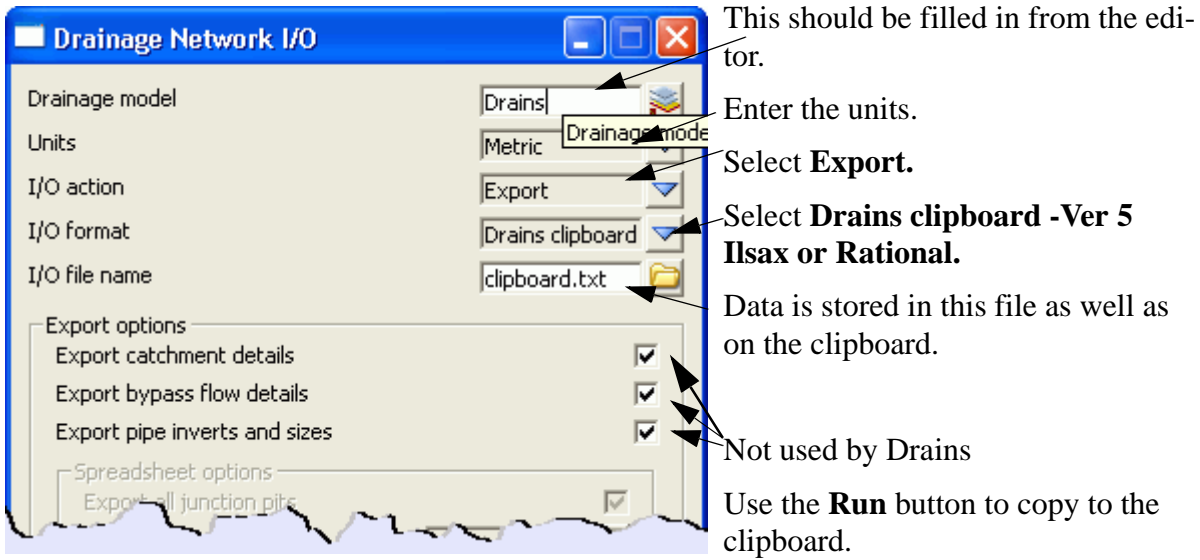 Drainage Network I/O
Drainage model
Drains
Drainage mode
Units
Metric
I/O action
Export
I/O format
Drains clipboard
I/O file name
clipboard.txt
Export options
Export catchment details
Export bypass flow details
Export pipe inverts and sizes
Spreadsheet options
Export all junction pits
This should be filled in from the edi-
tor.
Enter the units.
Select Export.
Select Drains clipboard -Ver 5
Ilsax or Rational.
Data is stored in this file as well as
on the clipboard.
Not used by Drains
Use the Run button to copy to the
clipboard.